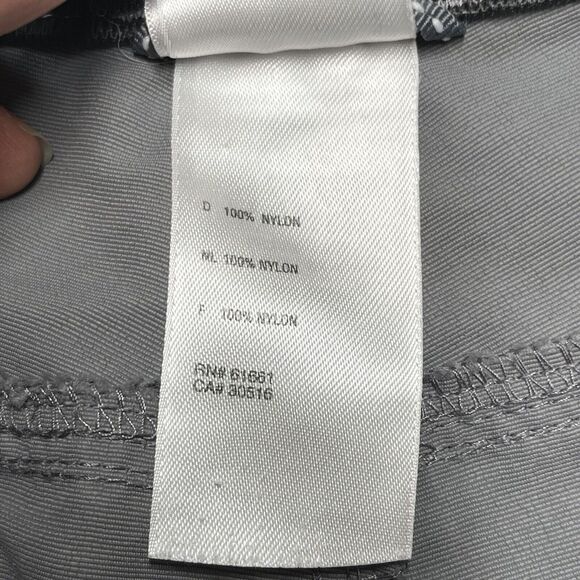 D 100% NYLON
NL 100% NYLON
F 100% NYLON
RN# 61661
CA# 30516